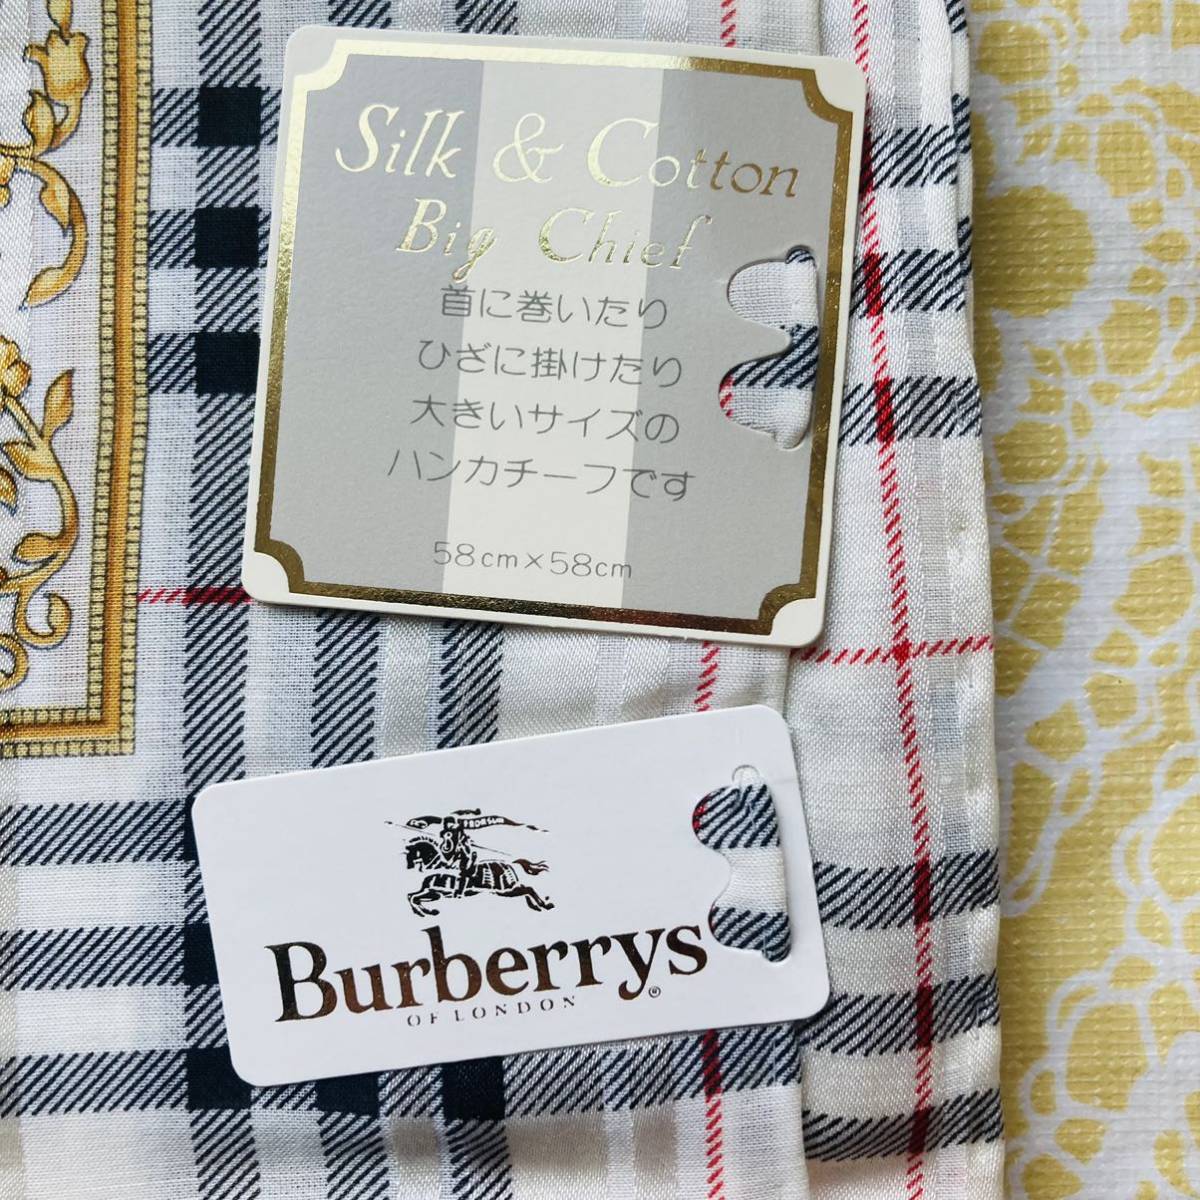 Silk & Cotton
Big Chief
首に巻いたり
ひざに掛けたり
大きいサイズの
ハンカチーフです
58cm×58cm
PRORSUM
Burberrys®
OF LONDON